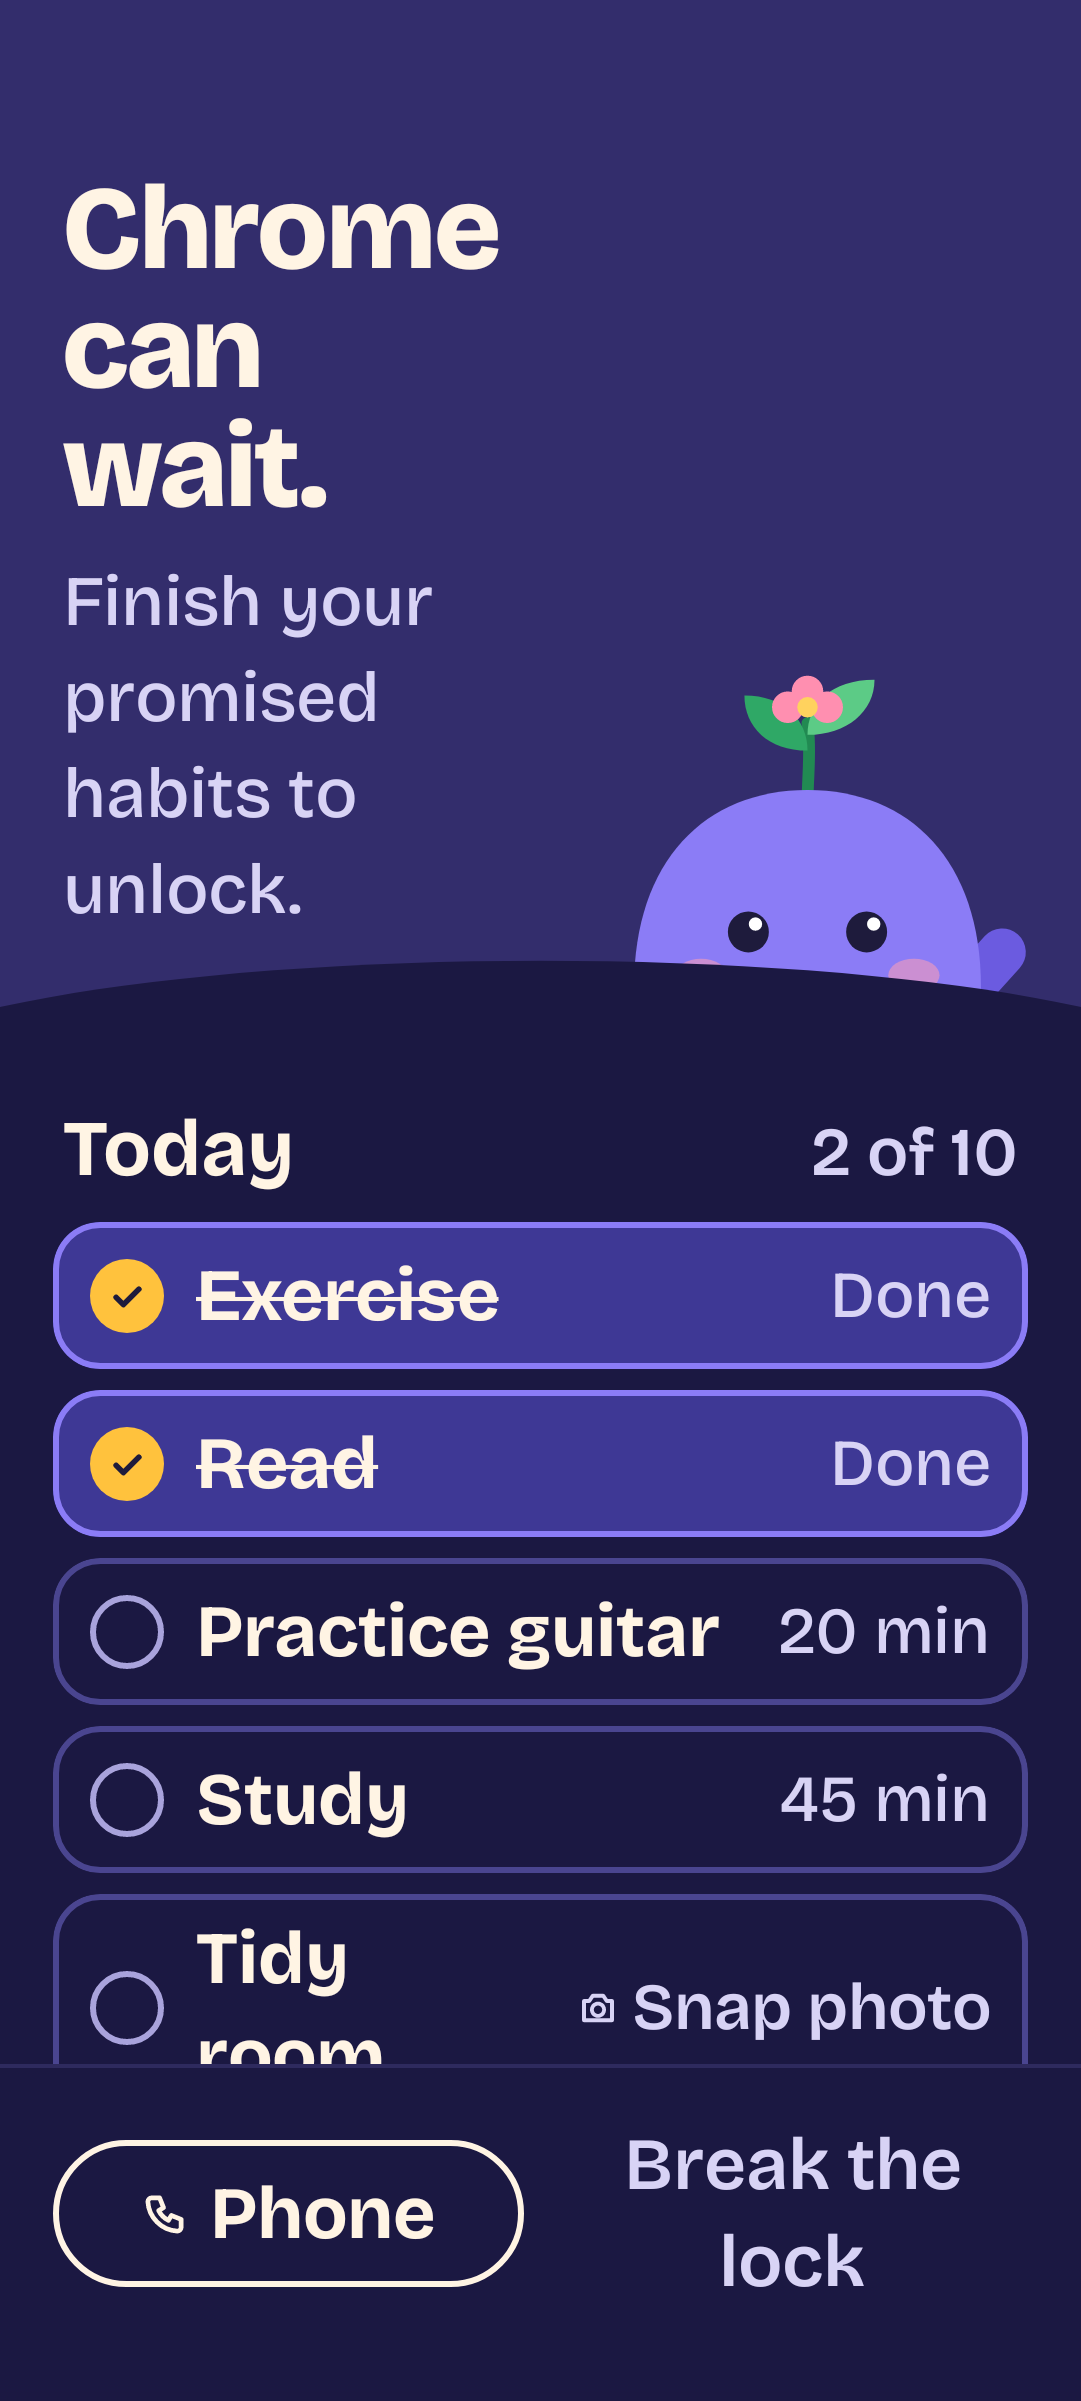 Chrome
can
wait.
Finish your
promised
habits to
unlock.
Today
2 of 10
Exercise
Done
Read
Done
Practice guitar
20 min
Study
45 min
Tidy
room
Snap photo
Phone
Break the
lock